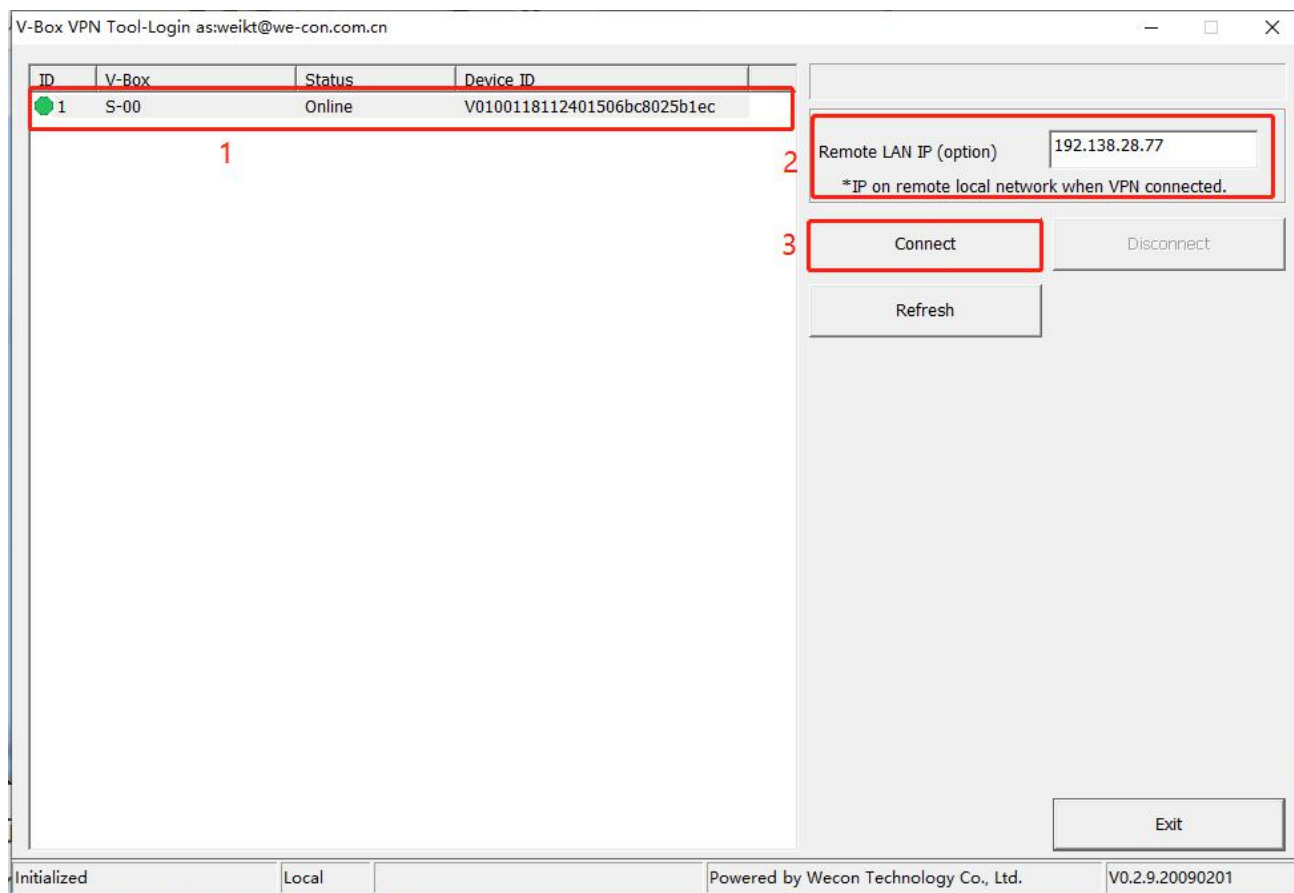 V-Box VPN Tool-Login as:weikt@we-con.com.cn
ID V-Box Status Device ID
1 S-00 Online V0100118112401506bc8025b1ec
1
2
Remote LAN IP (option) 192.138.28.77
*IP on remote local network when VPN connected.
3
Connect Disconnect
Refresh
Exit
Initialized Local Powered by Wecon Technology Co., Ltd. V0.2.9.20090201